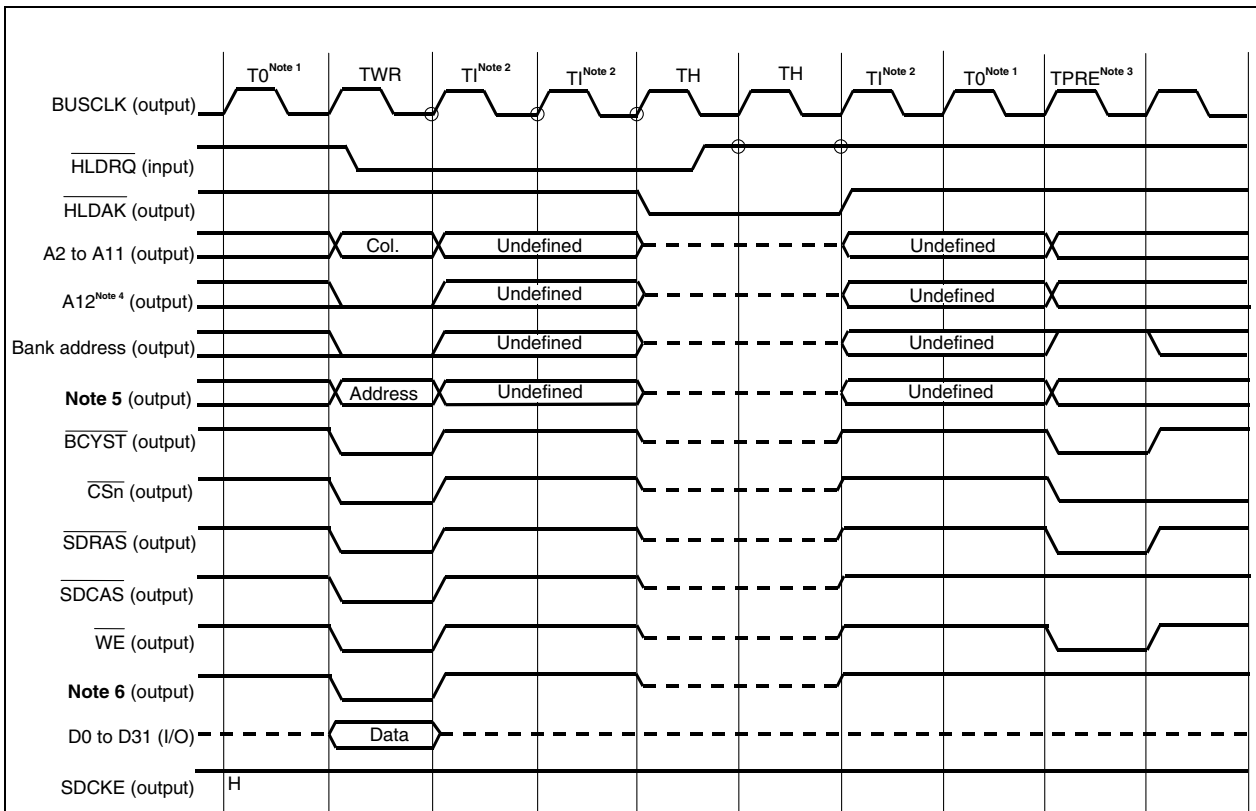 T0Note 1 TWR TINote 2 TINote 2 TH TH TINote 2 T0Note 1 TPRENote 3
BUSCLK (output)
HLDRQ (input)
HLDAK (output)
A2 to A11 (output) Col. Undefined Undefined
A12Note 4 (output) Undefined Undefined
Bank address (output) Undefined Undefined
Note 5 (output) Address Undefined Undefined
BCYST (output)
CSn (output)
SDRAS (output)
SDCAS (output)
WE (output)
Note 6 (output)
D0 to D31 (I/O) Data
SDCKE (output) H